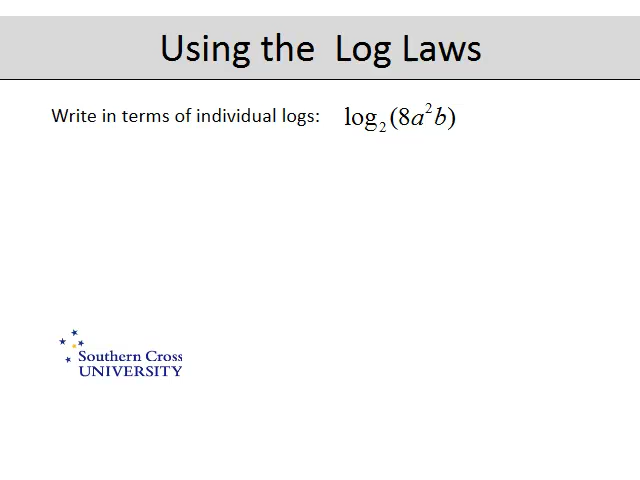 Using the Log Laws
Write in terms of individual logs: log₂(8a²b)
Southern Cross
UNIVERSITY